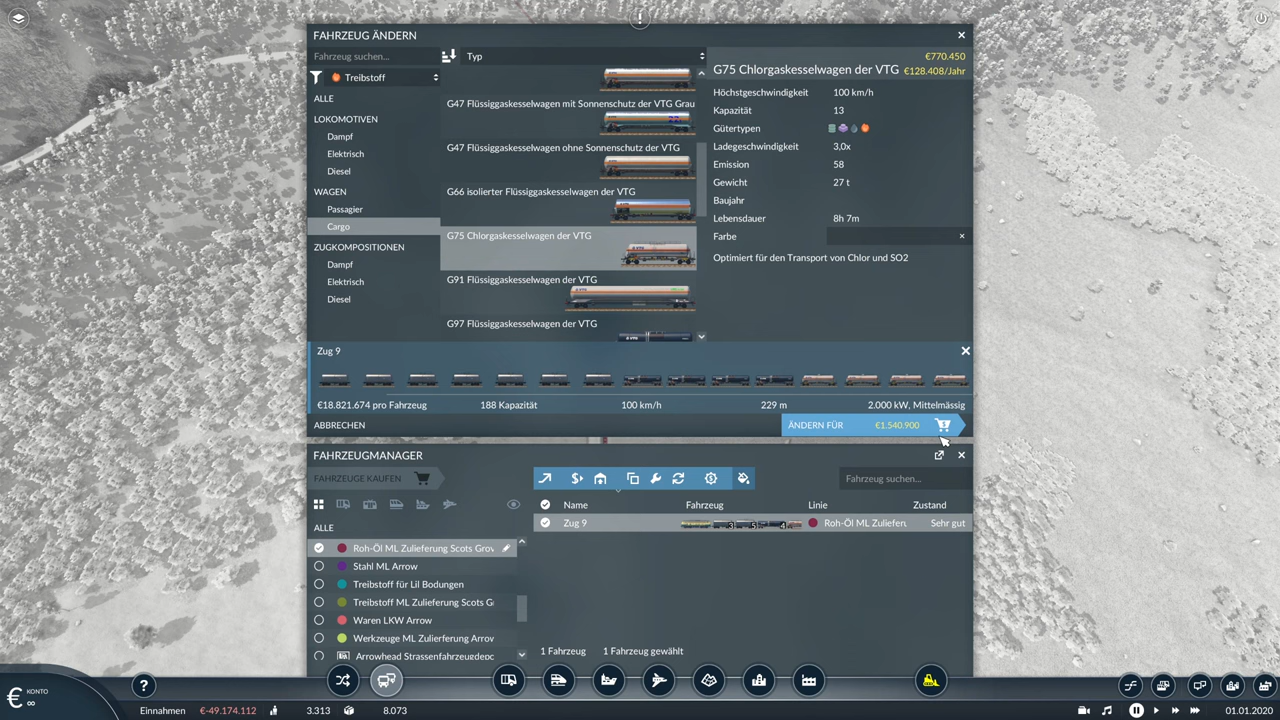 FAHRZEUG ÄNDERN
Fahrzeug suchen...
Typ
Treibstoff
ALLE
LOKOMOTIVEN
Dampf
Elektrisch
Diesel
WAGEN
Passagier
Cargo
ZUGKOMPOSITIONEN
Dampf
Elektrisch
Diesel
G47 Flüssiggaskesselwagen mit Sonnenschutz der VTG Grau
G47 Flüssiggaskesselwagen ohne Sonnenschutz der VTG
G66 isolierter Flüssiggaskesselwagen der VTG
G75 Chlorgaskesselwagen der VTG
G91 Flüssiggaskesselwagen der VTG
G97 Flüssiggaskesselwagen der VTG
€770.450
G75 Chlorgaskesselwagen der VTG €128.408/Jahr
Höchstgeschwindigkeit 100 km/h
Kapazität 13
Gütertypen
Ladegeschwindigkeit 3,0x
Emission 58
Gewicht 27 t
Baujahr
Lebensdauer 8h 7m
Farbe
Optimiert für den Transport von Chlor und SO2
Zug 9
€18.821.674 pro Fahrzeug 188 Kapazität 100 km/h 229 m 2.000 kW, Mittelmässig
ABBRECHEN
ÄNDERN FÜR €1.540.900
FAHRZEUGMANAGER
FAHRZEUGE KAUFEN
Fahrzeug suchen...
ALLE
Roh-Öl ML Zulieferung Scots Grov
Stahl ML Arrow
Treibstoff für Lil Bodungen
Treibstoff ML Zulieferung Scots G
Waren LKW Arrow
Werkzeuge ML Zulierferung Arrov
Arrowhead Strassenfahrzeugdepo
Name Fahrzeug Linie Zustand
Zug 9 3 5 4 Roh-Öl ML Zuliefer. Sehr gut
1 Fahrzeug 1 Fahrzeug gewählt
€ KONTO
∞
?
Einnahmen €-49.174.112 3.313 8.073
01.01.2020